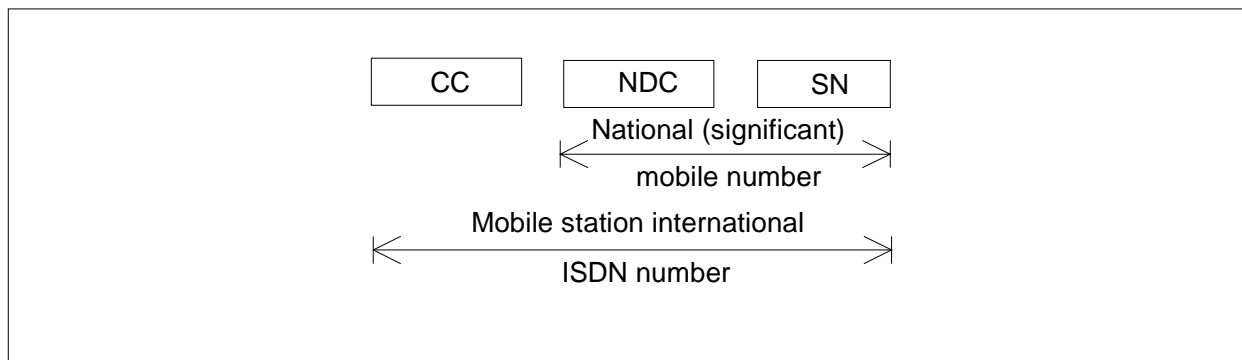 CC NDC SN
National (significant)
mobile number
Mobile station international
ISDN number